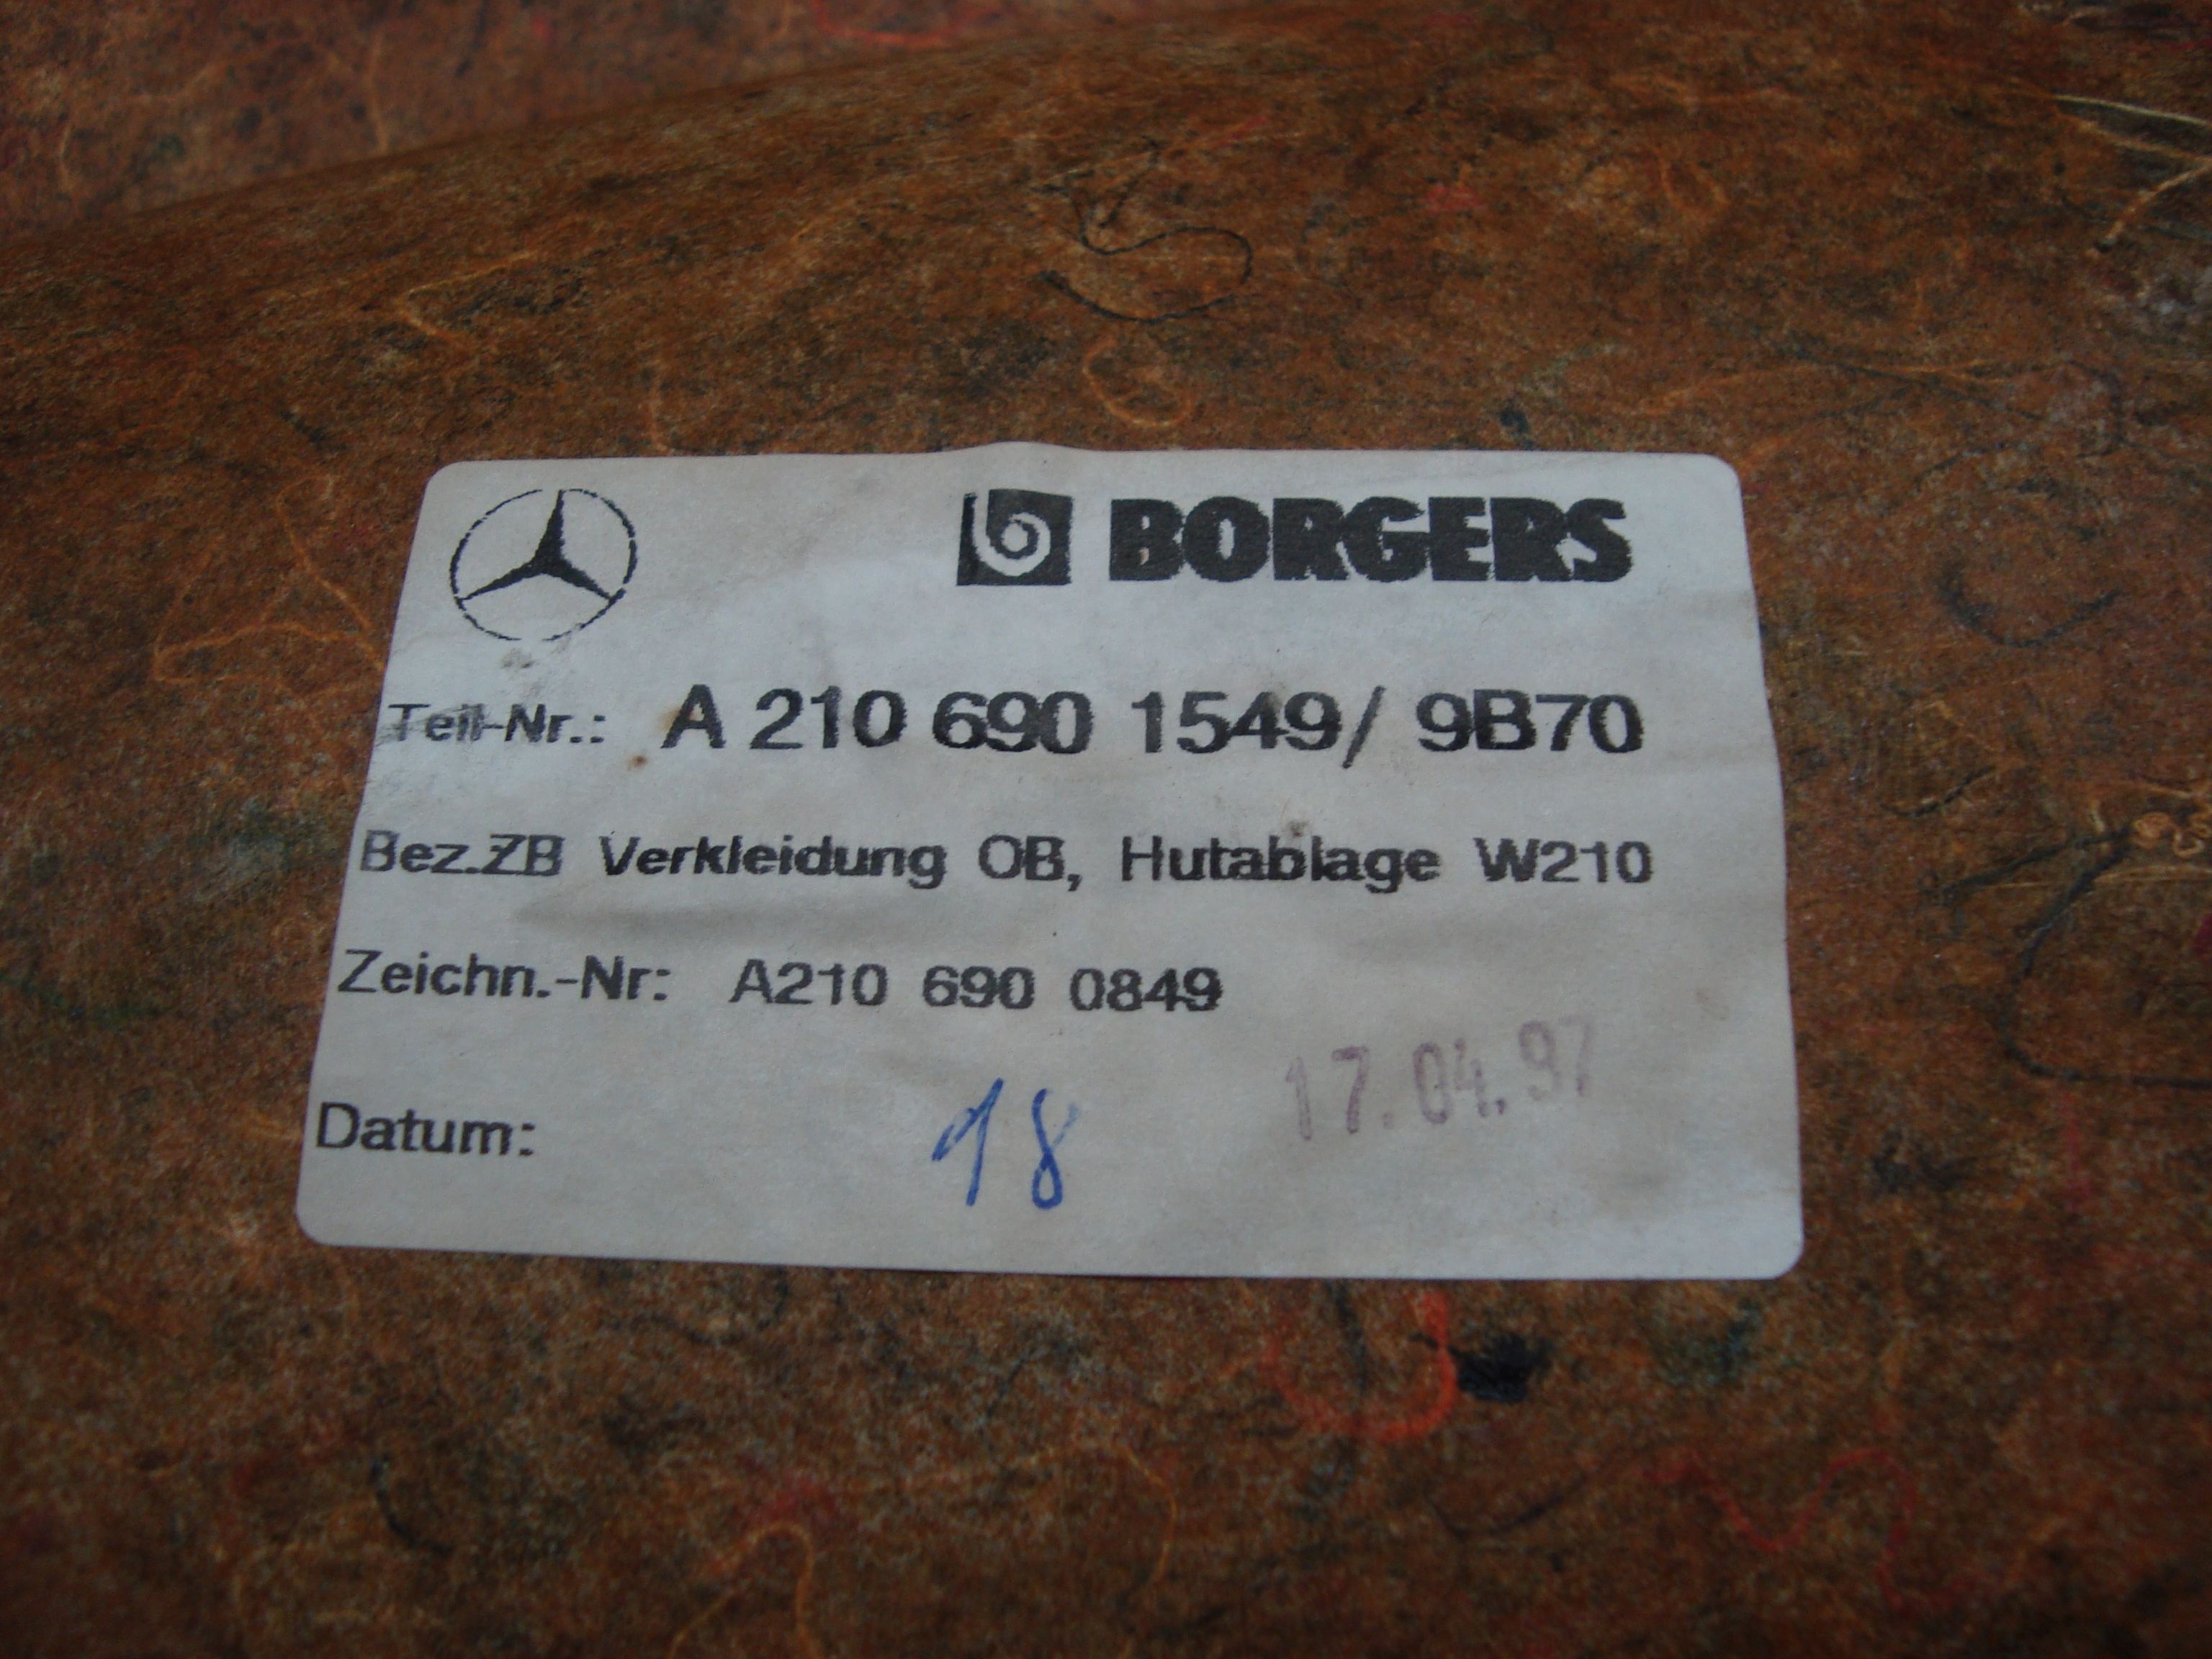 BORGERS
Teil-Nr.: A 210 690 1549/ 9B70
Bez.ZB Verkleidung OB, Hutablage W210
Zeichn.-Nr: A210 690 0849
Datum: 18 17.04.97